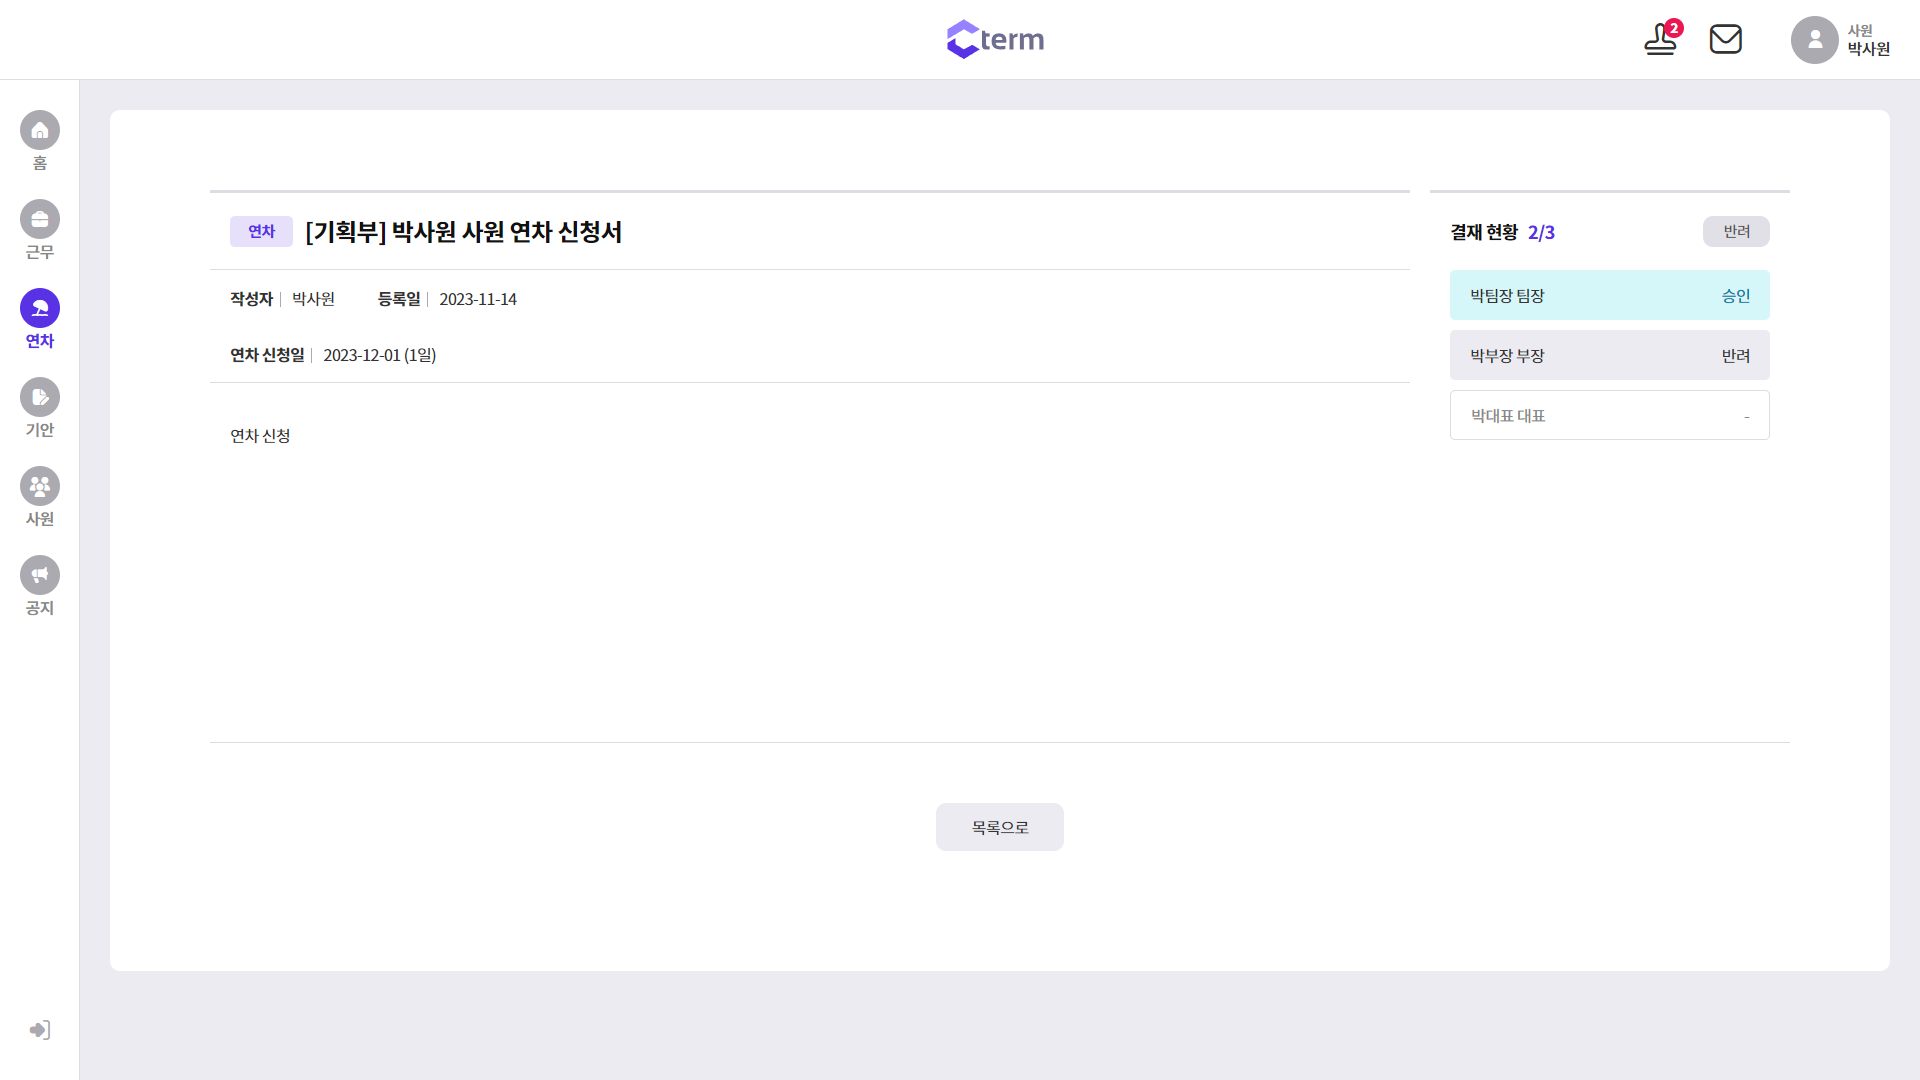 term
2
사원
박사원
홈
근무
연차
기안
사원
공지
연차 [기획부] 박사원 사원 연차 신청서
작성자 박사원 등록일 2023-11-14
연차 신청일 2023-12-01 (1일)
연차 신청
결재 현황 2/3 반려
박팀장 팀장 승인
박부장 부장 반려
박대표 대표 -
목록으로